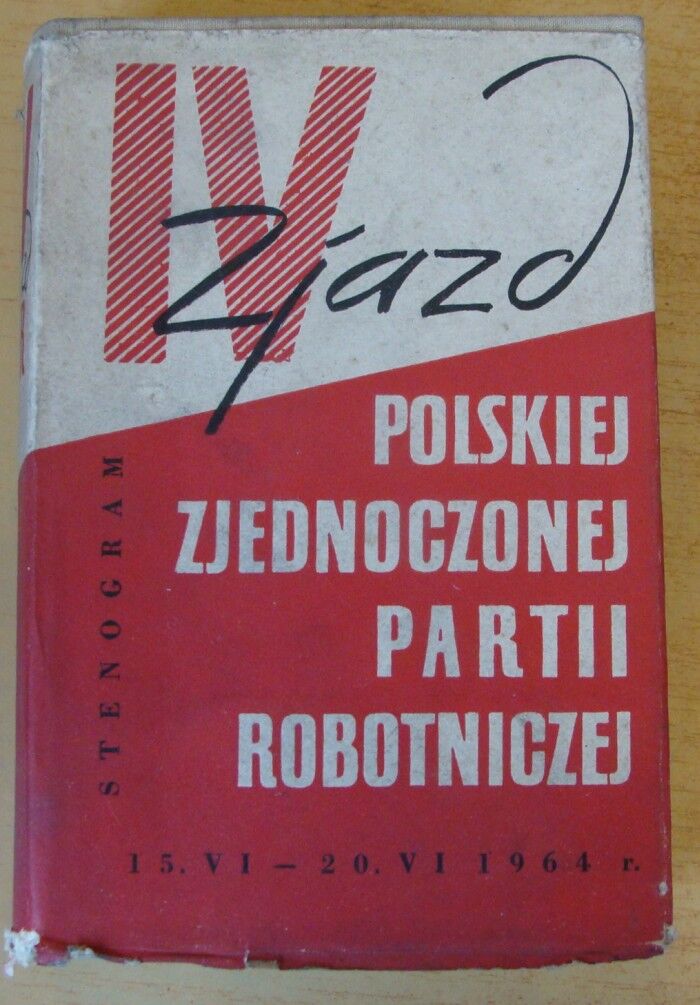 IV
Zjazd
POLSKIEJ
ZJEDNOCZONEJ
PARTII
ROBOTNICZEJ
STENOGRAM
15. VI — 20. VI 1964 r.